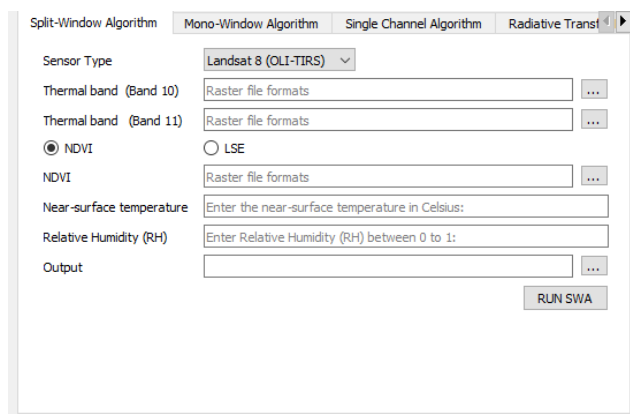 Split-Window Algorithm Mono-Window Algorithm Single Channel Algorithm Radiative Transf
Sensor Type Landsat 8 (OLI-TIRS)
Thermal band (Band 10) Raster file formats ...
Thermal band (Band 11) Raster file formats ...
NDVI LSE
NDVI Raster file formats ...
Near-surface temperature Enter the near-surface temperature in Celsius:
Relative Humidity (RH) Enter Relative Humidity (RH) between 0 to 1:
Output ...
RUN SWA